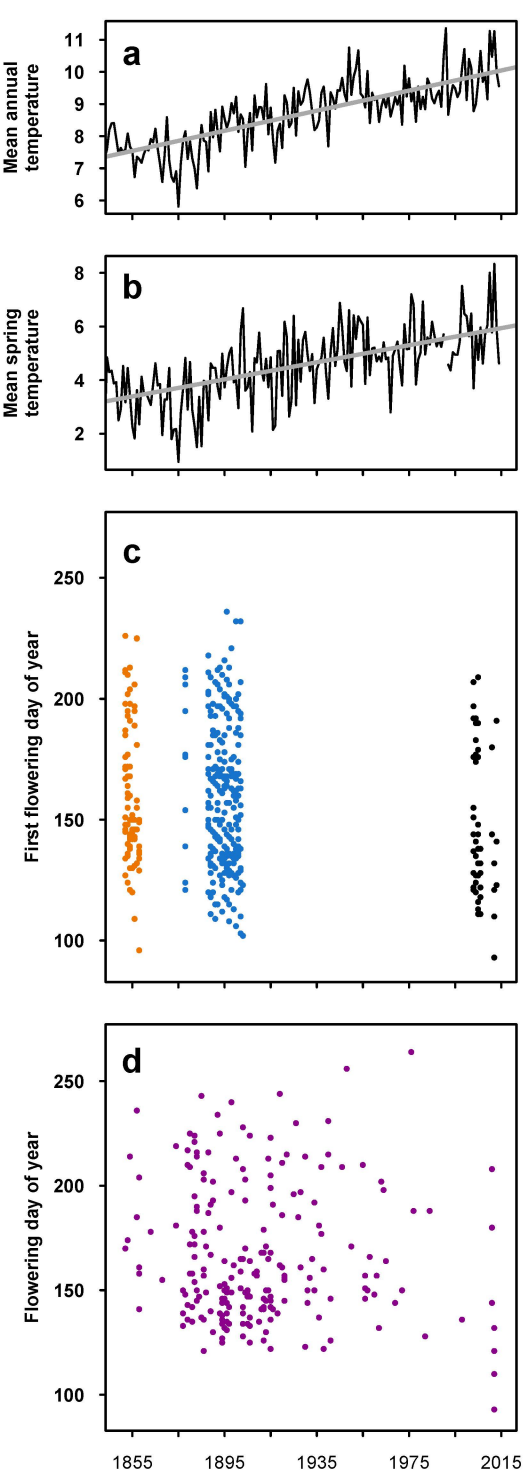 a
Mean annual
temperature
11
10
9
8
7
6
b
Mean spring
temperature
8
6
4
2
c
First flowering day of year
250
200
150
100
d
Flowering day of year
250
200
150
100
1855 1895 1935 1975 2015